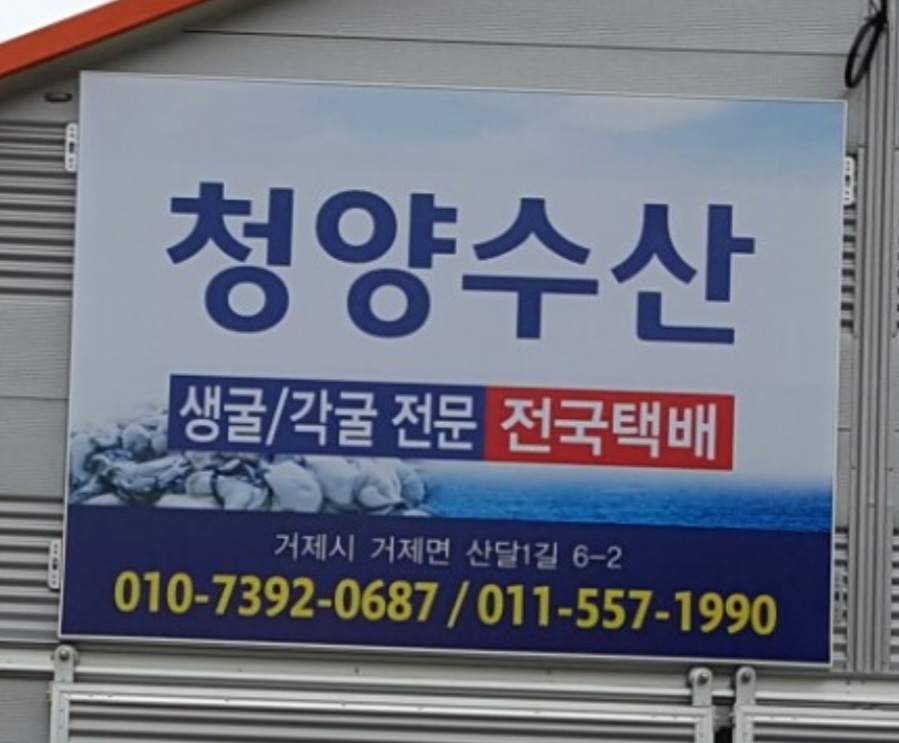 청양수산
생굴/각굴 전문 전국택배
거제시 거제면 산달1길 6-2
010-7392-0687 / 011-557-1990